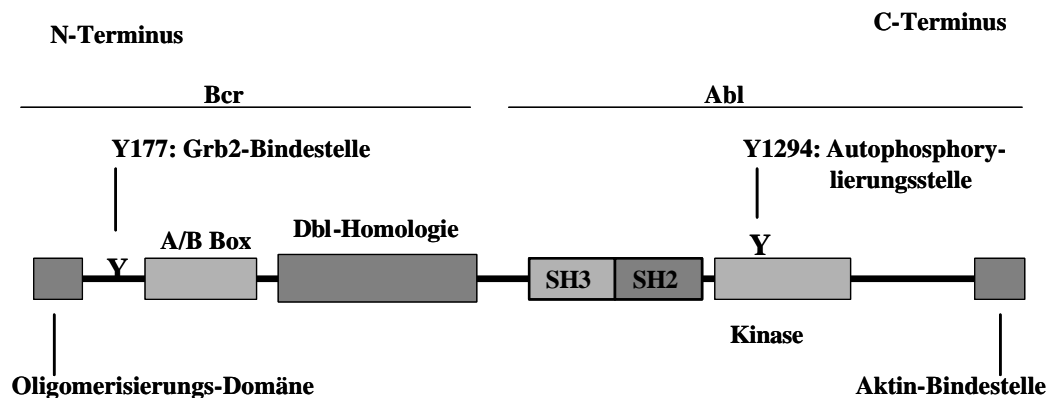 N-Terminus
C-Terminus
Bcr
Abl
Y177: Grb2-Bindestelle
Y1294: Autophosphory-
lierungsstelle
A/B Box
Dbl-Homologie
Y
Y
SH3
SH2
Kinase
Oligomerisierungs-Domäne
Aktin-Bindestelle